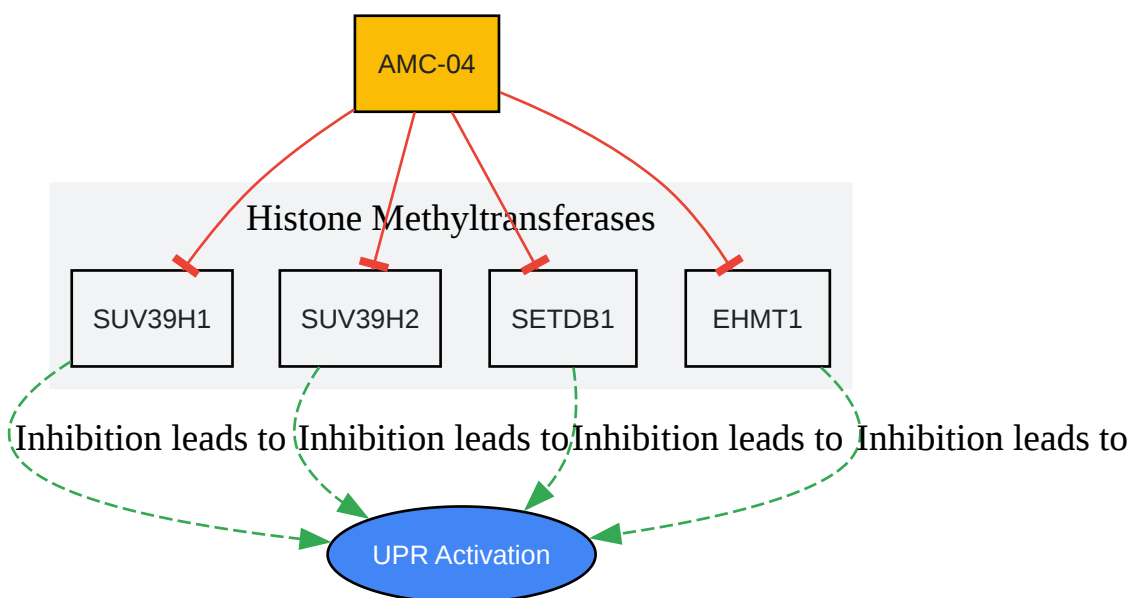 AMC-04
Histone Methyltransferases
SUV39H1
SUV39H2
SETDB1
EHMT1
Inhibition leads to
Inhibition leads to
Inhibition leads to
Inhibition leads to
UPR Activation